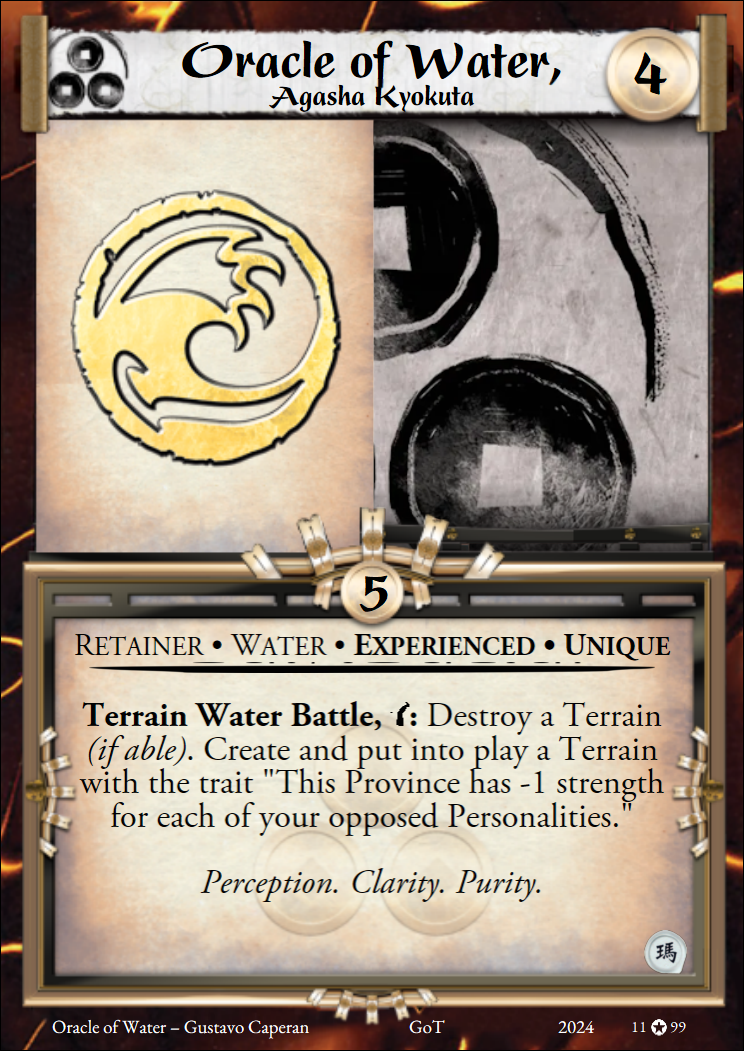 Oracle of Water,
Agasha Kyokuta
4
5
RETAINER • WATER • EXPERIENCED • UNIQUE
Terrain Water Battle, : Destroy a Terrain
(if able). Create and put into play a Terrain
with the trait "This Province has -1 strength
for each of your opposed Personalities."
Perception. Clarity. Purity.
瑪
Oracle of Water – Gustavo Caperan GoT 2024 11 ✪ 99